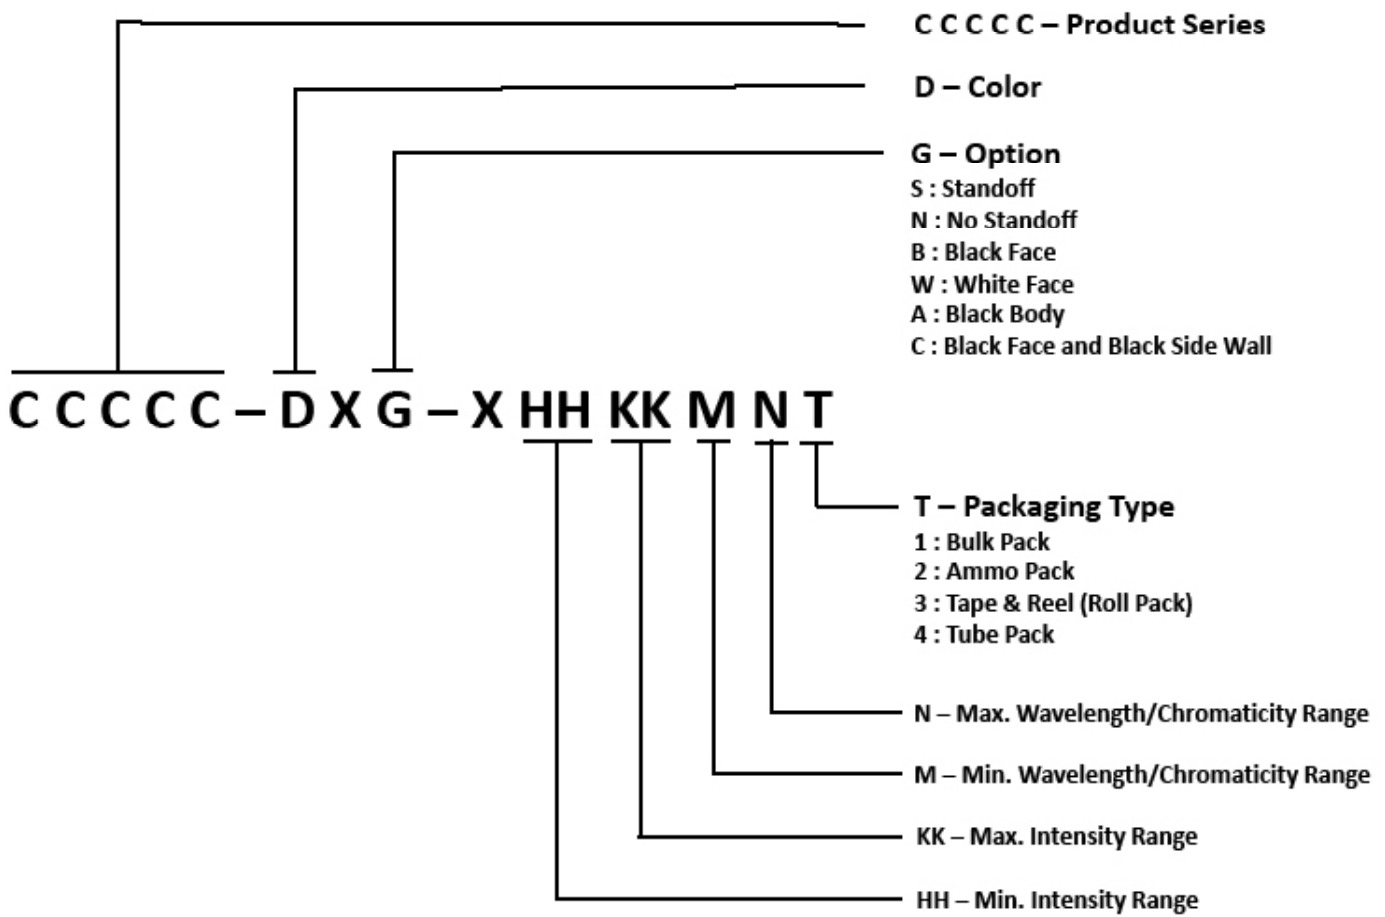 C C C C C – Product Series
D – Color
G – Option
S : Standoff
N : No Standoff
B : Black Face
W : White Face
A : Black Body
C : Black Face and Black Side Wall
C C C C C – D X G – X HH KK M N T
T – Packaging Type
1 : Bulk Pack
2 : Ammo Pack
3 : Tape & Reel (Roll Pack)
4 : Tube Pack
N – Max. Wavelength/Chromaticity Range
M – Min. Wavelength/Chromaticity Range
KK – Max. Intensity Range
HH – Min. Intensity Range